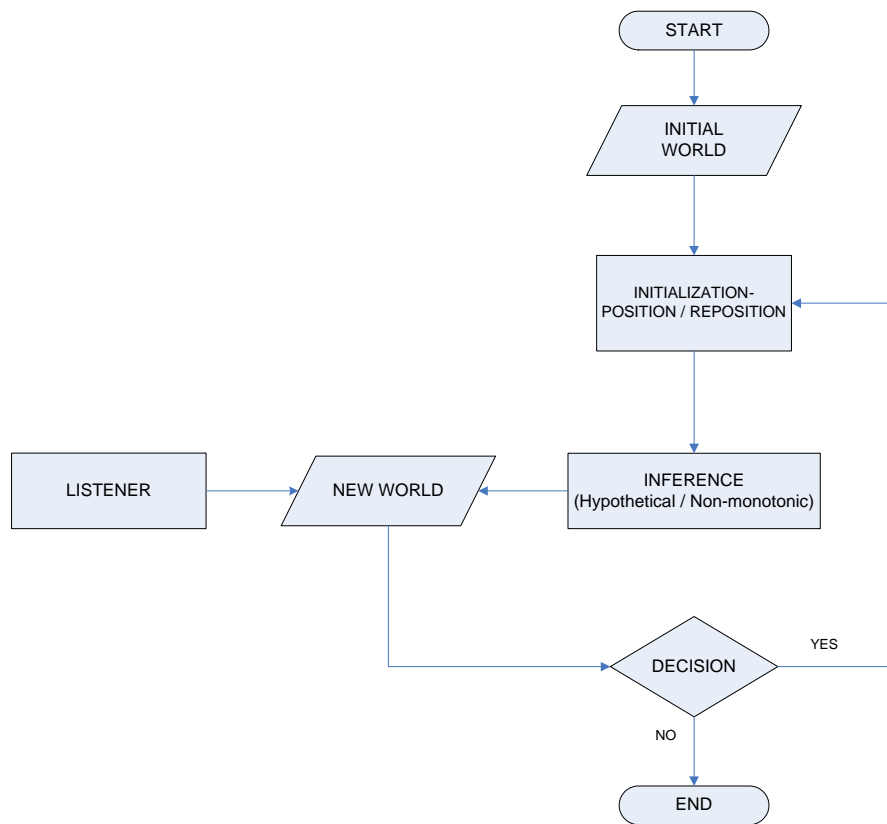 START
INITIAL
WORLD
INITIALIZATION-
POSITION / REPOSITION
LISTENER
NEW WORLD
INFERENCE
(Hypothetical / Non-monotonic)
DECISION
YES
NO
END